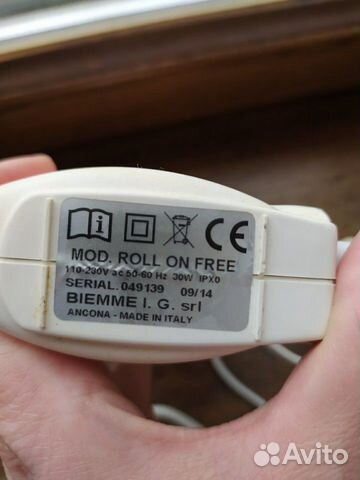 CE
MOD. ROLL ON FREE
110-230V ac 50-60 Hz 30W IPX0
SERIAL. 049139 09/14
BIEMME I. G. srl
ANCONA - MADE IN ITALY
Avito